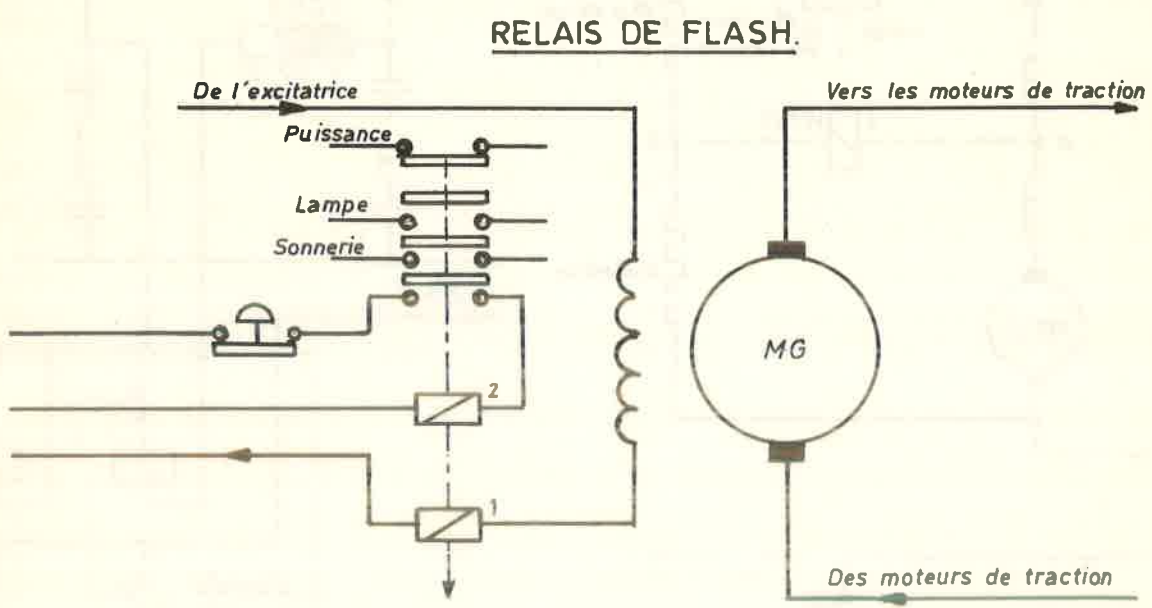 RELAIS DE FLASH.
De l'excitatrice
Vers les moteurs de traction
Puissance
Lampe
Sonnerie
MG
2
1
Des moteurs de traction